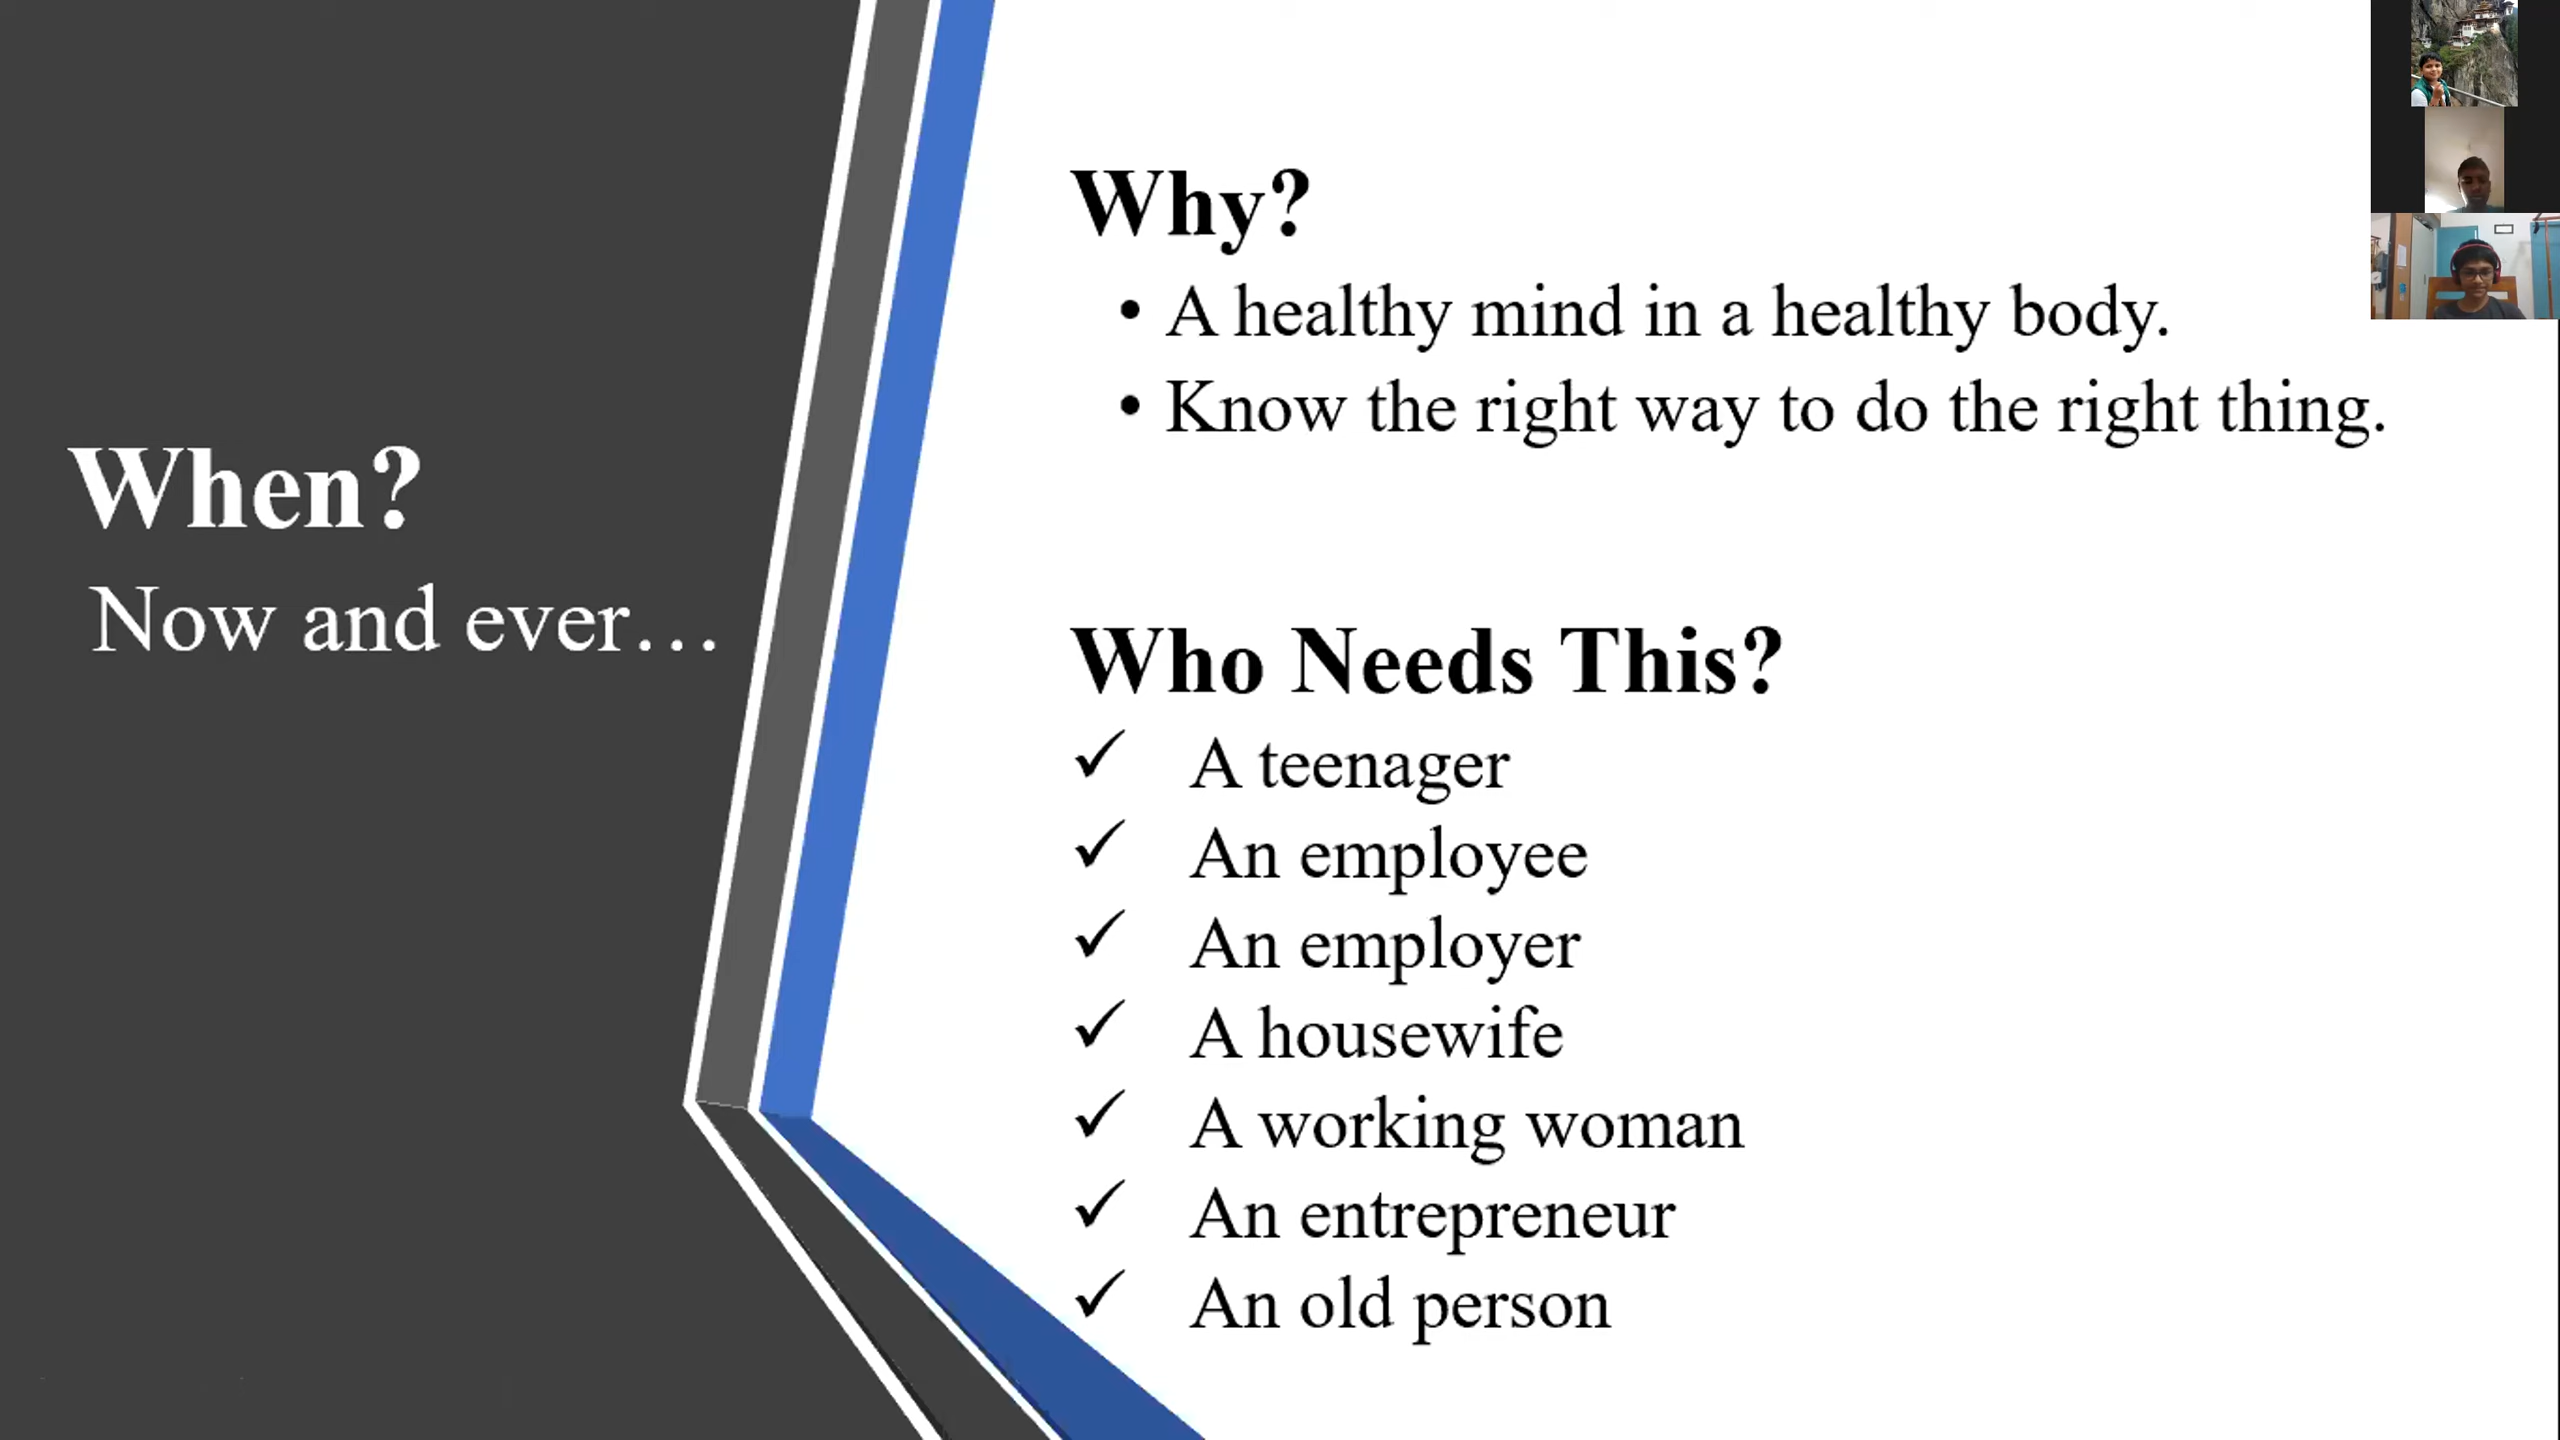 When?
Now and ever…
Why?
• A healthy mind in a healthy body.
• Know the right way to do the right thing.
Who Needs This?
✓ A teenager
✓ An employee
✓ An employer
✓ A housewife
✓ A working woman
✓ An entrepreneur
✓ An old person